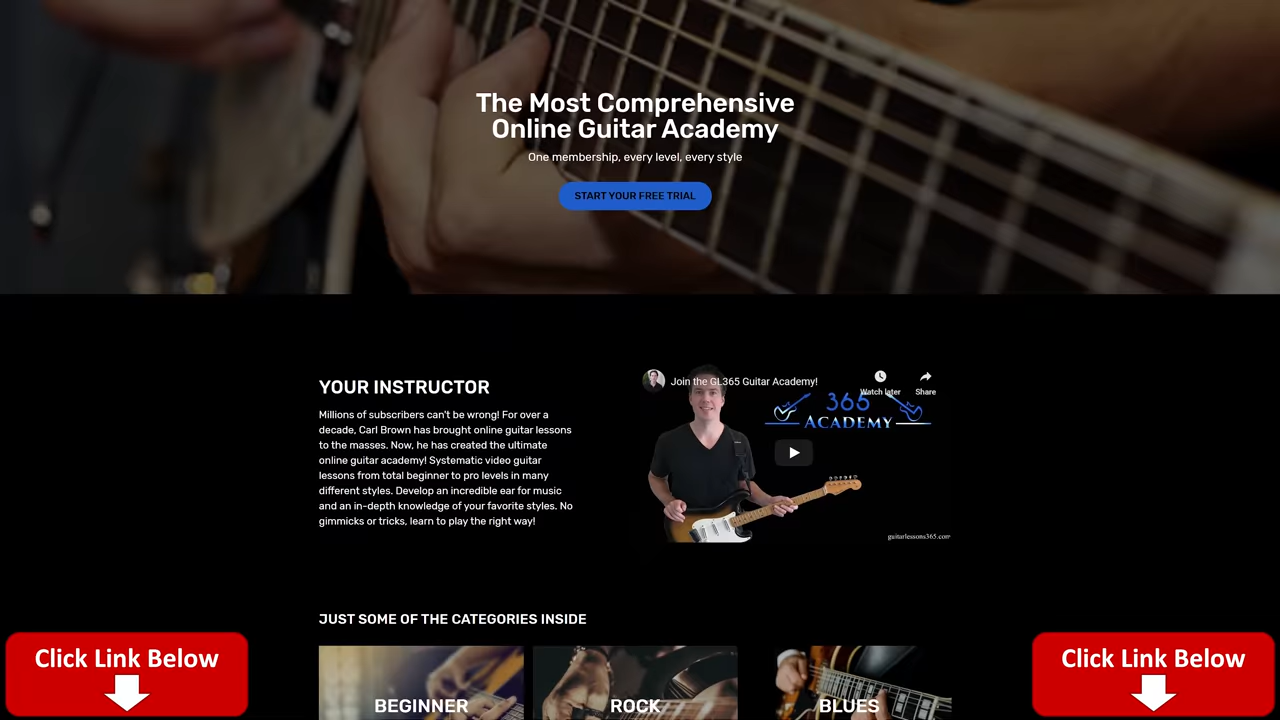 The Most Comprehensive
Online Guitar Academy
One membership, every level, every style
START YOUR FREE TRIAL
YOUR INSTRUCTOR
Millions of subscribers can't be wrong! For over a
decade, Carl Brown has brought online guitar lessons
to the masses. Now, he has created the ultimate
online guitar academy! Systematic video guitar
lessons from total beginner to pro levels in many
different styles. Develop an incredible ear for music
and an in-depth knowledge of your favorite styles. No
gimmicks or tricks, learn to play the right way!
Join the GL365 Guitar Academy!
Watch later
Share
365
ACADEMY
guitarlessons365.com
JUST SOME OF THE CATEGORIES INSIDE
BEGINNER
ROCK
BLUES
Click Link Below
Click Link Below